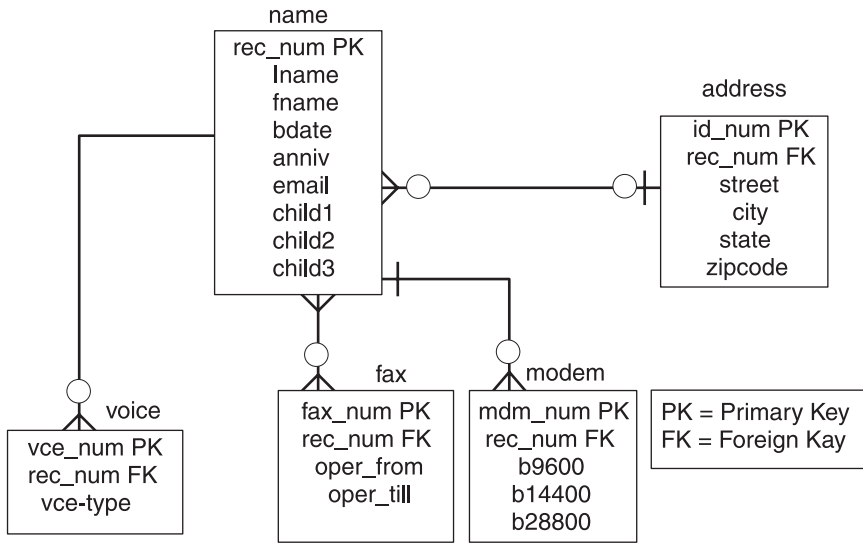 name
rec_num PK
lname
fname
bdate
anniv
email
child1
child2
child3
address
id_num PK
rec_num FK
street
city
state
zipcode
voice
vce_num PK
rec_num FK
vce-type
fax
fax_num PK
rec_num FK
oper_from
oper_till
modem
mdm_num PK
rec_num FK
b9600
b14400
b28800
PK = Primary Key
FK = Foreign Kay